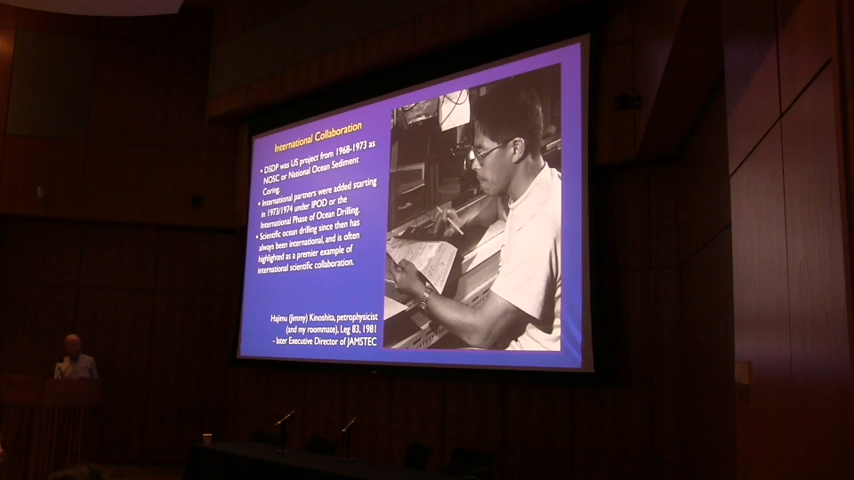 International Collaboration
• DSDP was US project from 1968-1973 as
NOSC or National Ocean Sediment
Coring.
• International partners were added starting
in 1973/1974 under IPOD or the
International Phase of Ocean Drilling.
• Scientific ocean drilling since then has
always been international, and is often
highlighted as a premier example of
international scientific collaboration.
Hajimu (Jimmy) Kinoshita, petrophysicist
(and my roommate), Leg 83, 1981
- later Executive Director of JAMSTEC